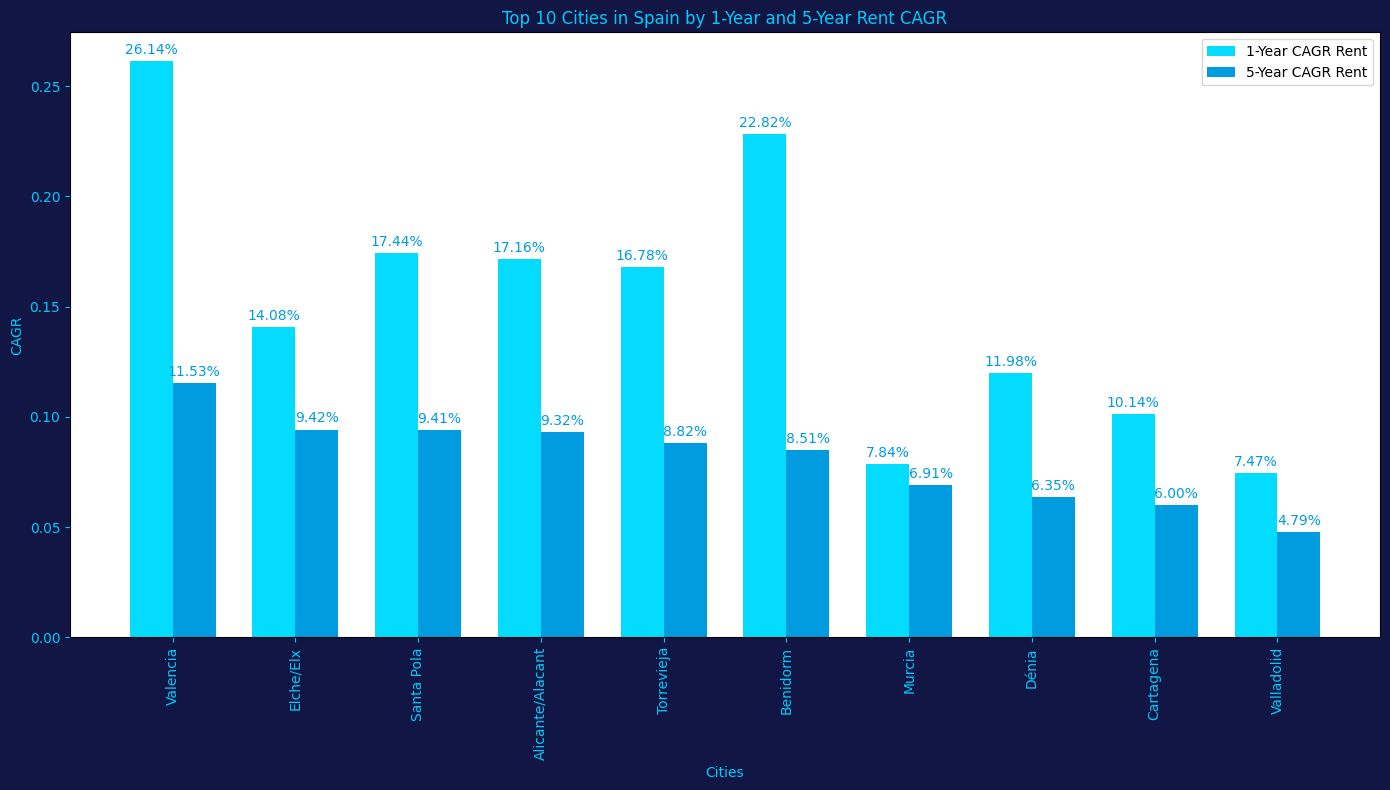 Top 10 Cities in Spain by 1-Year and 5-Year Rent CAGR
1-Year CAGR Rent
5-Year CAGR Rent
CAGR
0.25
0.20
0.15
0.10
0.05
0.00
26.14%
11.53%
14.08%
9.42%
17.44%
9.41%
17.16%
9.32%
16.78%
8.82%
22.82%
8.51%
7.84%
6.91%
11.98%
6.35%
10.14%
6.00%
7.47%
4.79%
Valencia
Elche/Elx
Santa Pola
Alicante/Alacant
Torrevieja
Benidorm
Murcia
Dénia
Cartagena
Valladolid
Cities